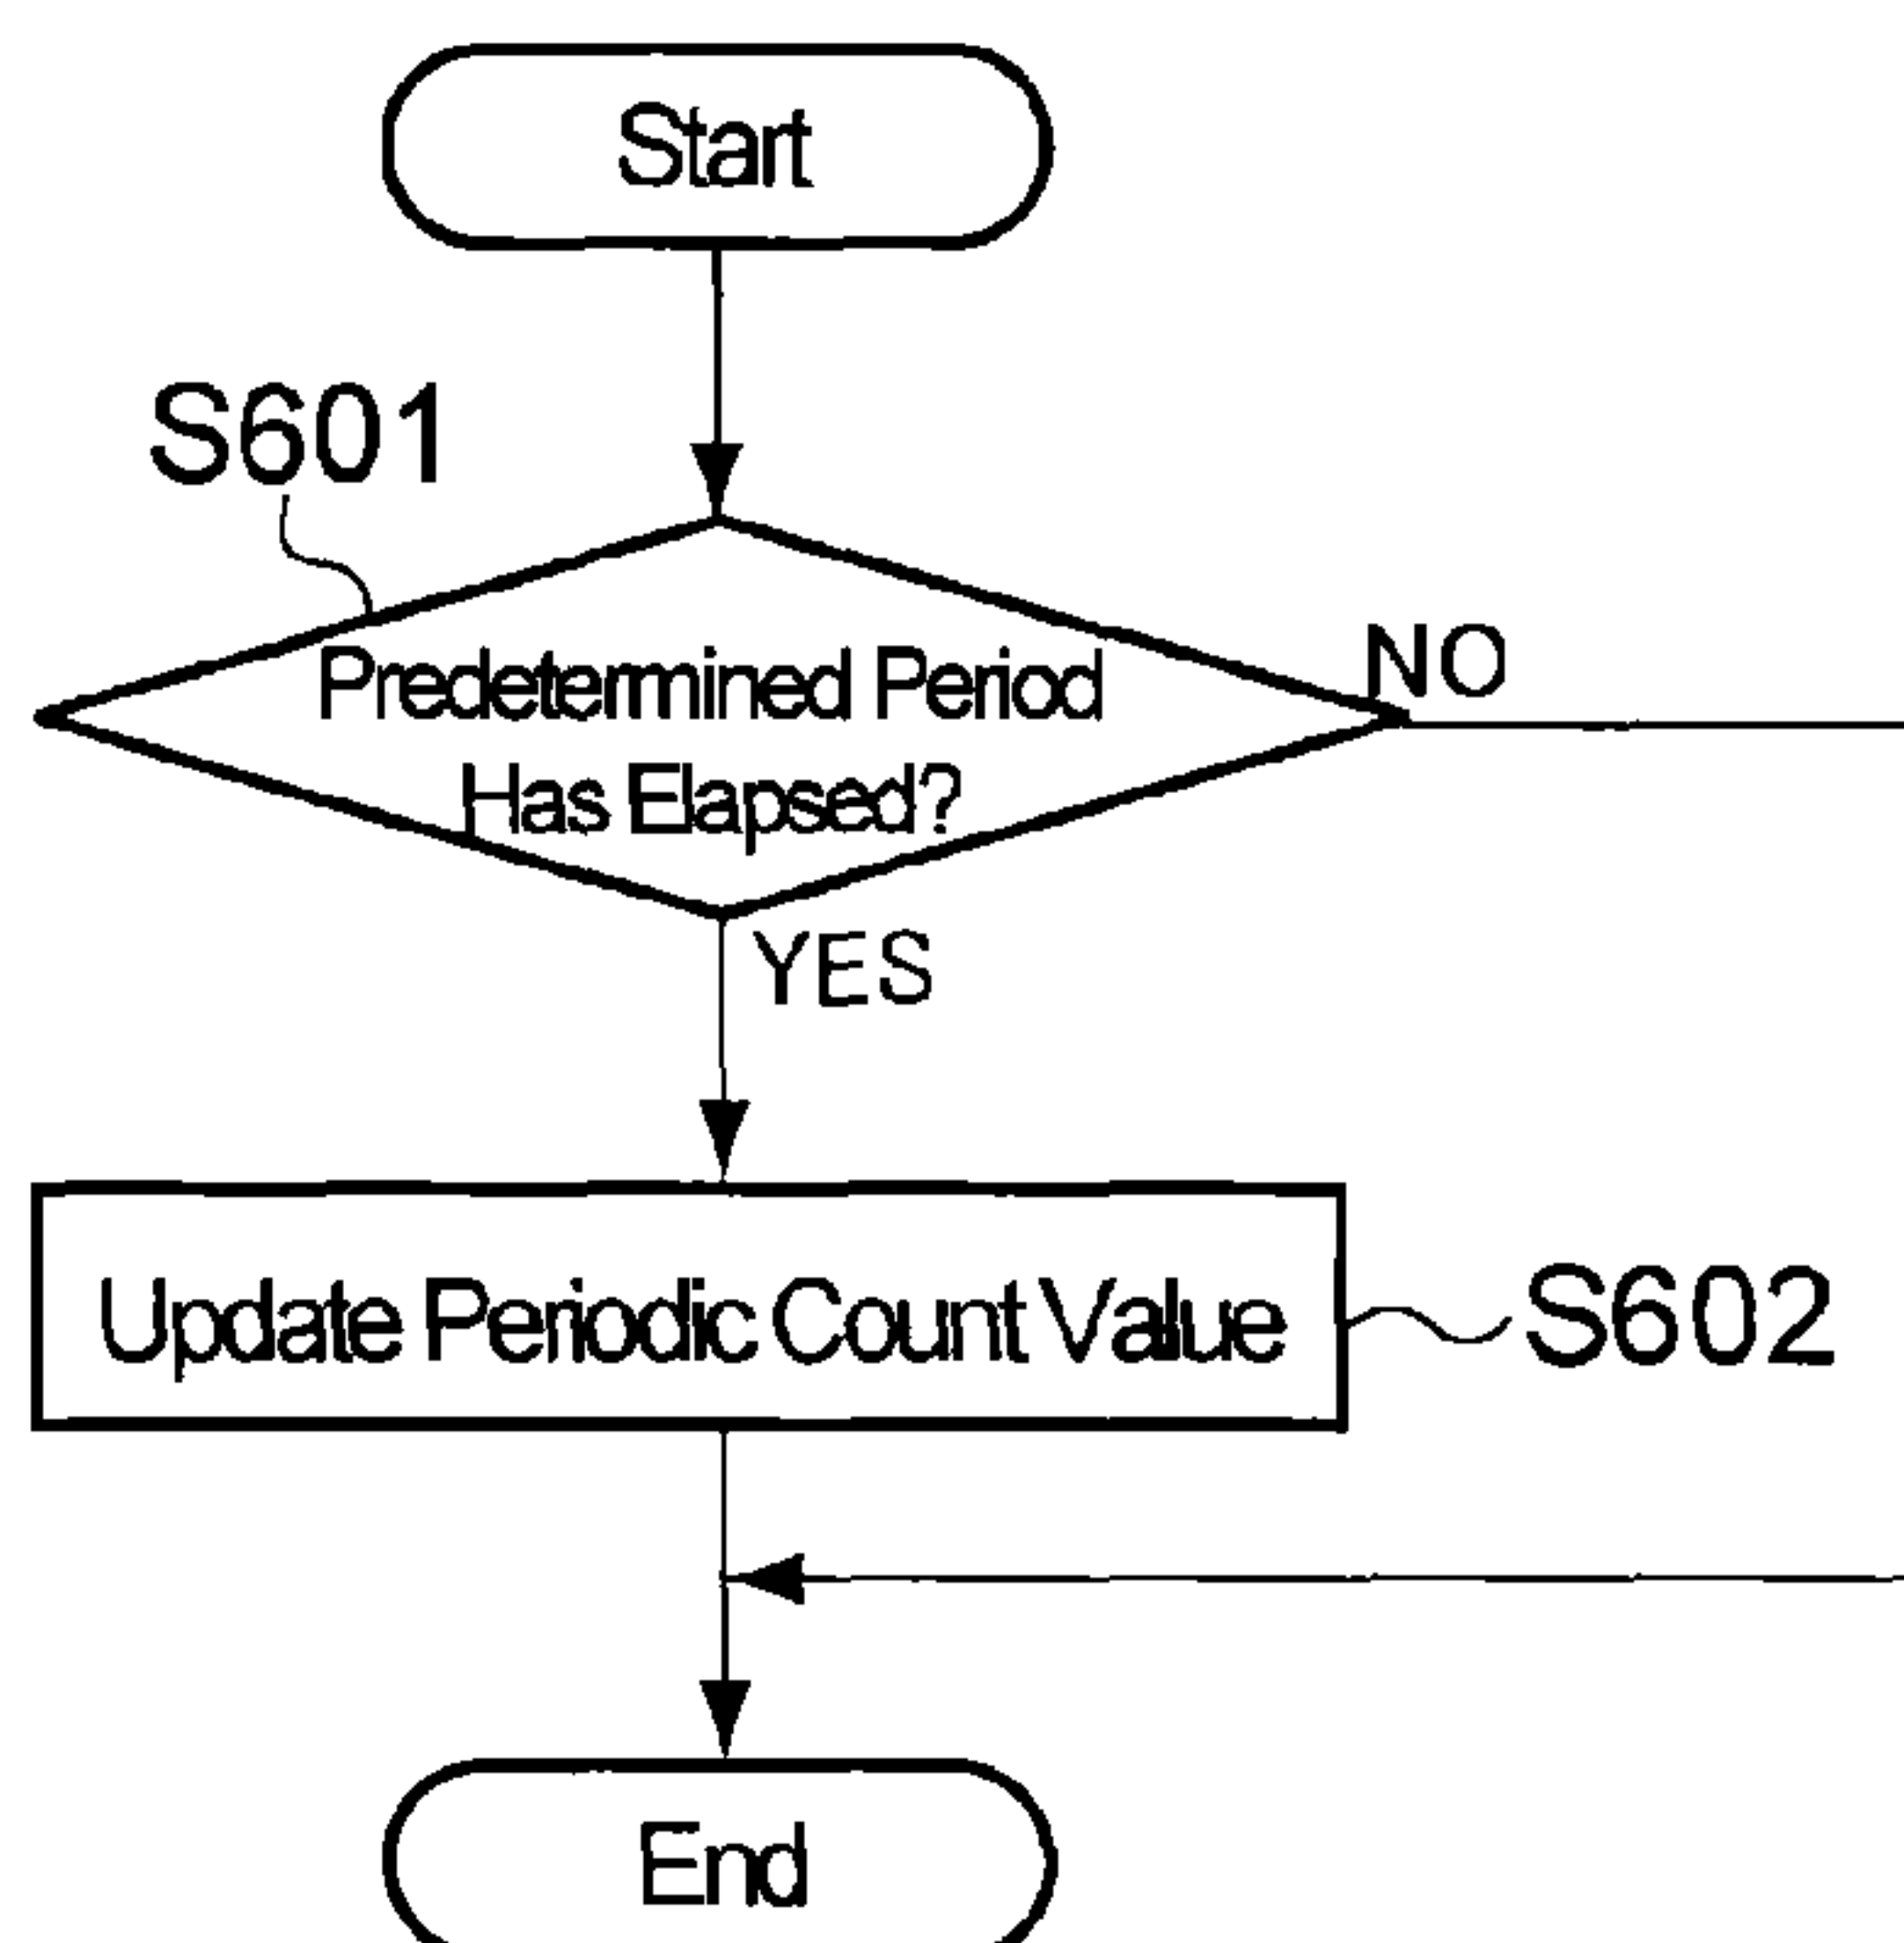 Start
S601
Predetermined Period
Has Elapsed?
NO
YES
Update Periodic Count Value
S602
End